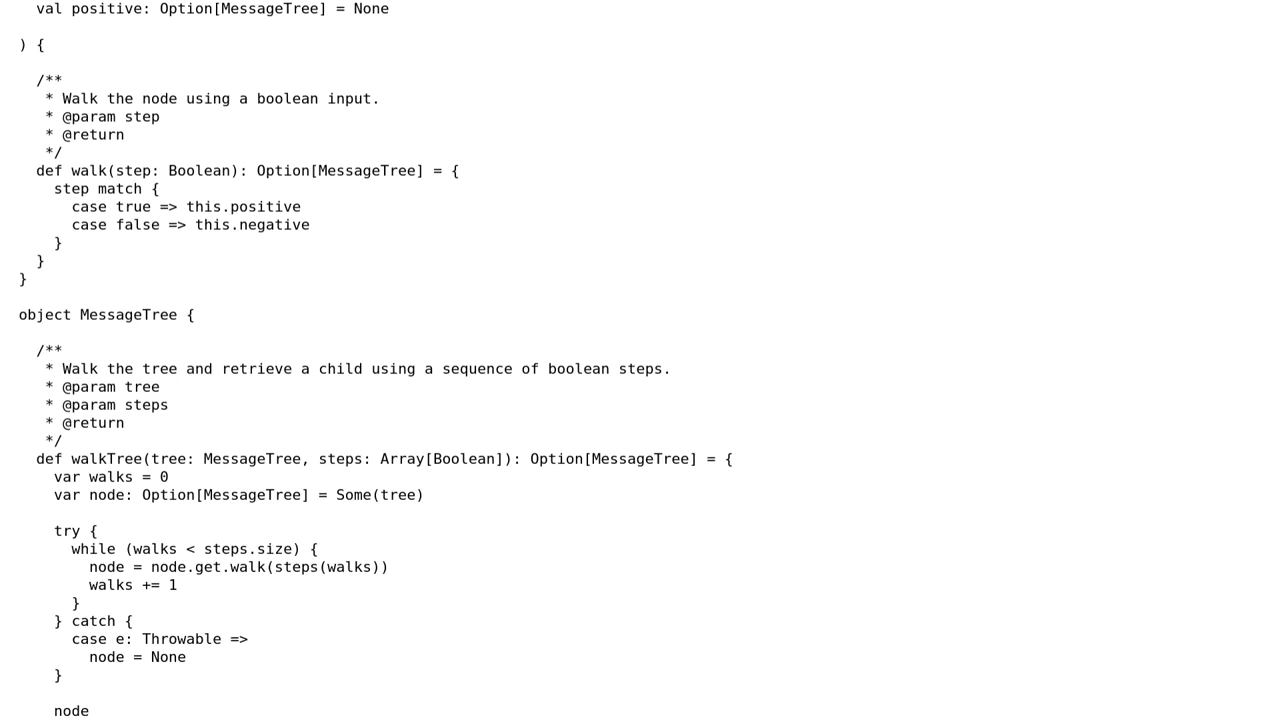 val positive: Option[MessageTree] = None

) {

  /**
   * Walk the node using a boolean input.
   * @param step
   * @return
   */
  def walk(step: Boolean): Option[MessageTree] = {
    step match {
      case true => this.positive
      case false => this.negative
    }
  }
}

object MessageTree {

  /**
   * Walk the tree and retrieve a child using a sequence of boolean steps.
   * @param tree
   * @param steps
   * @return
   */
  def walkTree(tree: MessageTree, steps: Array[Boolean]): Option[MessageTree] = {
    var walks = 0
    var node: Option[MessageTree] = Some(tree)

    try {
      while (walks < steps.size) {
        node = node.get.walk(steps(walks))
        walks += 1
      }
    } catch {
      case e: Throwable =>
        node = None
    }

    node